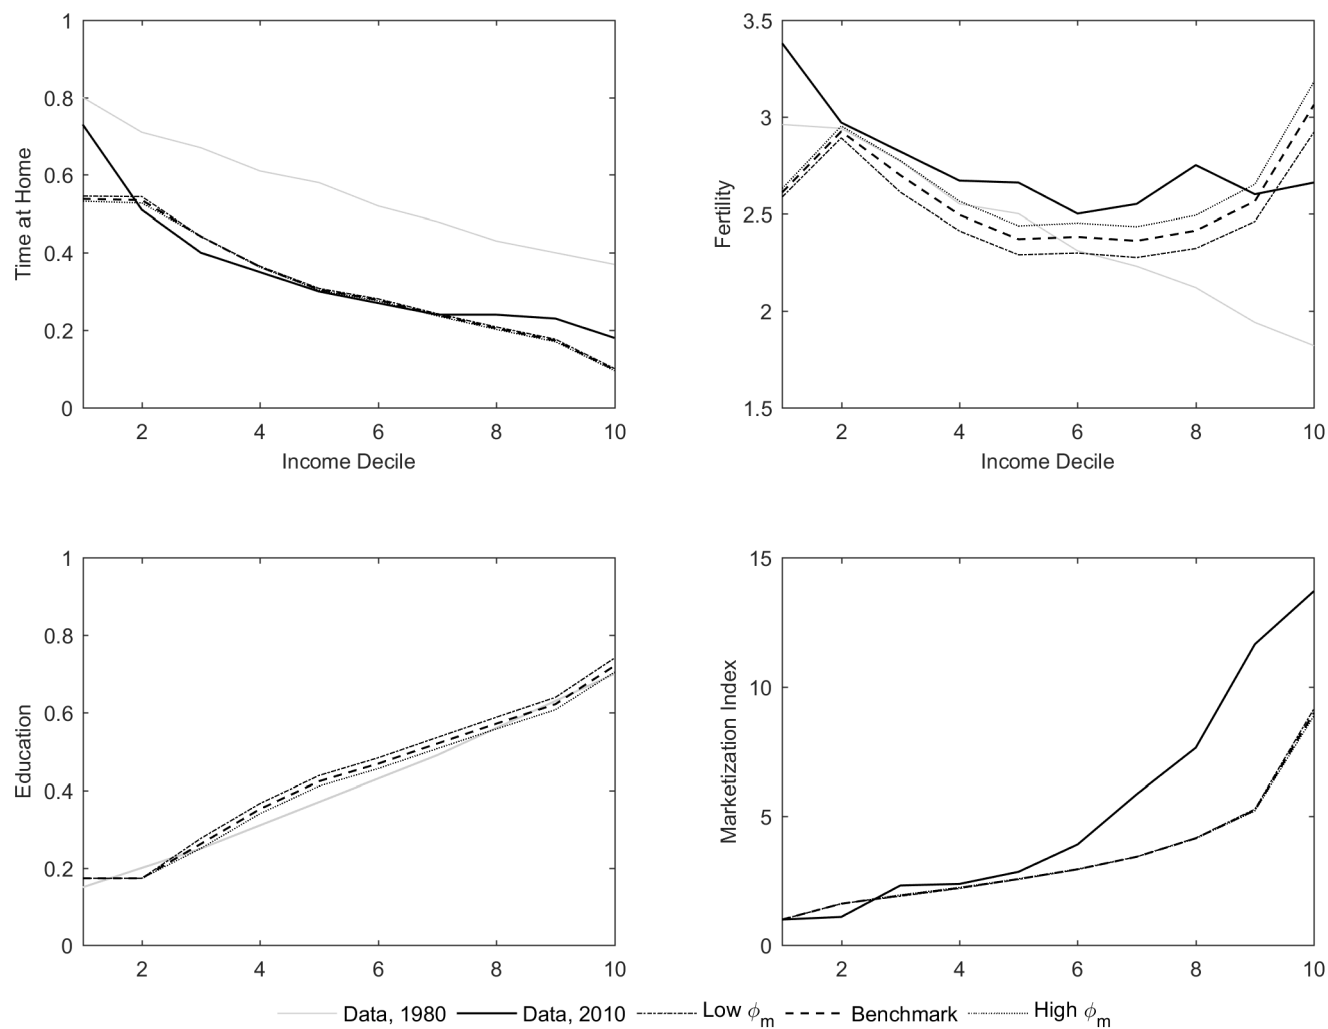 1
0.8
0.6
0.4
0.2
0
Time at Home
2 4 6 8 10
Income Decile
3.5
3
2.5
2
1.5
Fertility
2 4 6 8 10
Income Decile
1
0.8
0.6
0.4
0.2
0
Education
2 4 6 8 10
15
10
5
0
Marketization Index
2 4 6 8 10
Data, 1980 Data, 2010 Low ϕm Benchmark High ϕm